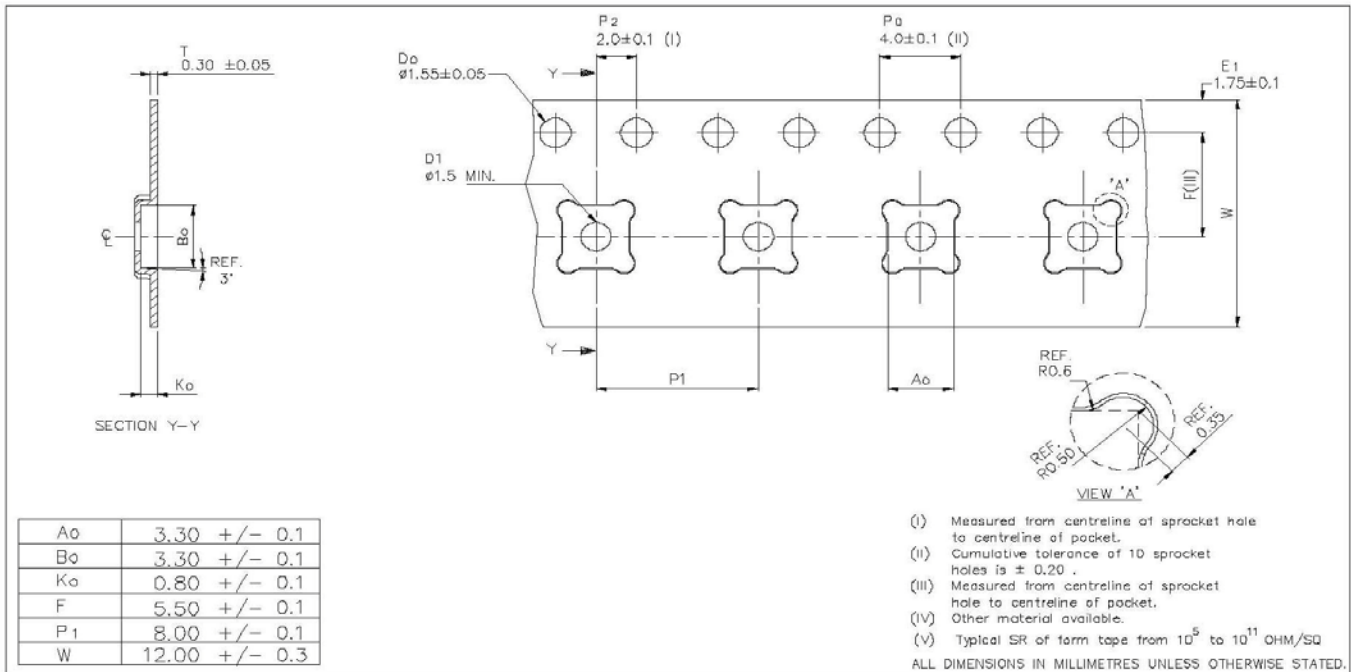 T
0.30 ±0.05
Do
ø1.55±0.05
P2
2.0±0.1 (I)
Po
4.0±0.1 (II)
E1
1.75±0.1
Y
D1
ø1.5 MIN.
"A"
F(III)
W
℄
Bo
REF.
3°
Y
P1
Ao
Ko
SECTION Y-Y
REF.
R0.6
REF.
0.35
REF.
R0.50
VIEW "A"
Ao 3.30 +/- 0.1
Bo 3.30 +/- 0.1
Ko 0.80 +/- 0.1
F 5.50 +/- 0.1
P1 8.00 +/- 0.1
W 12.00 +/- 0.3
(I) Measured from centreline of sprocket hole
to centreline of pocket.
(II) Cumulative tolerance of 10 sprocket
holes is ± 0.20 .
(III) Measured from centreline of sprocket
hole to centreline of pocket.
(IV) Other material available.
(V) Typical SR of form tape from 10⁵ to 10¹¹ OHM/SQ
ALL DIMENSIONS IN MILLIMETRES UNLESS OTHERWISE STATED.